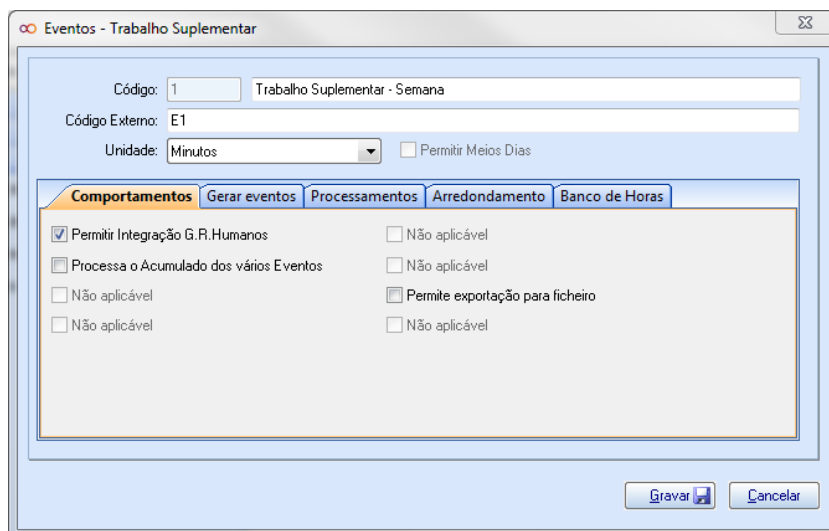 Eventos - Trabalho Suplementar
Código: 1 Trabalho Suplementar - Semana
Código Externo: E1
Unidade: Minutos Permitir Meios Dias
Comportamentos Gerar eventos Processamentos Arredondamento Banco de Horas
Permitir Integração G.R.Humanos Não aplicável
Processa o Acumulado dos vários Eventos Não aplicável
Não aplicável Permite exportação para ficheiro
Não aplicável Não aplicável
Gravar Cancelar